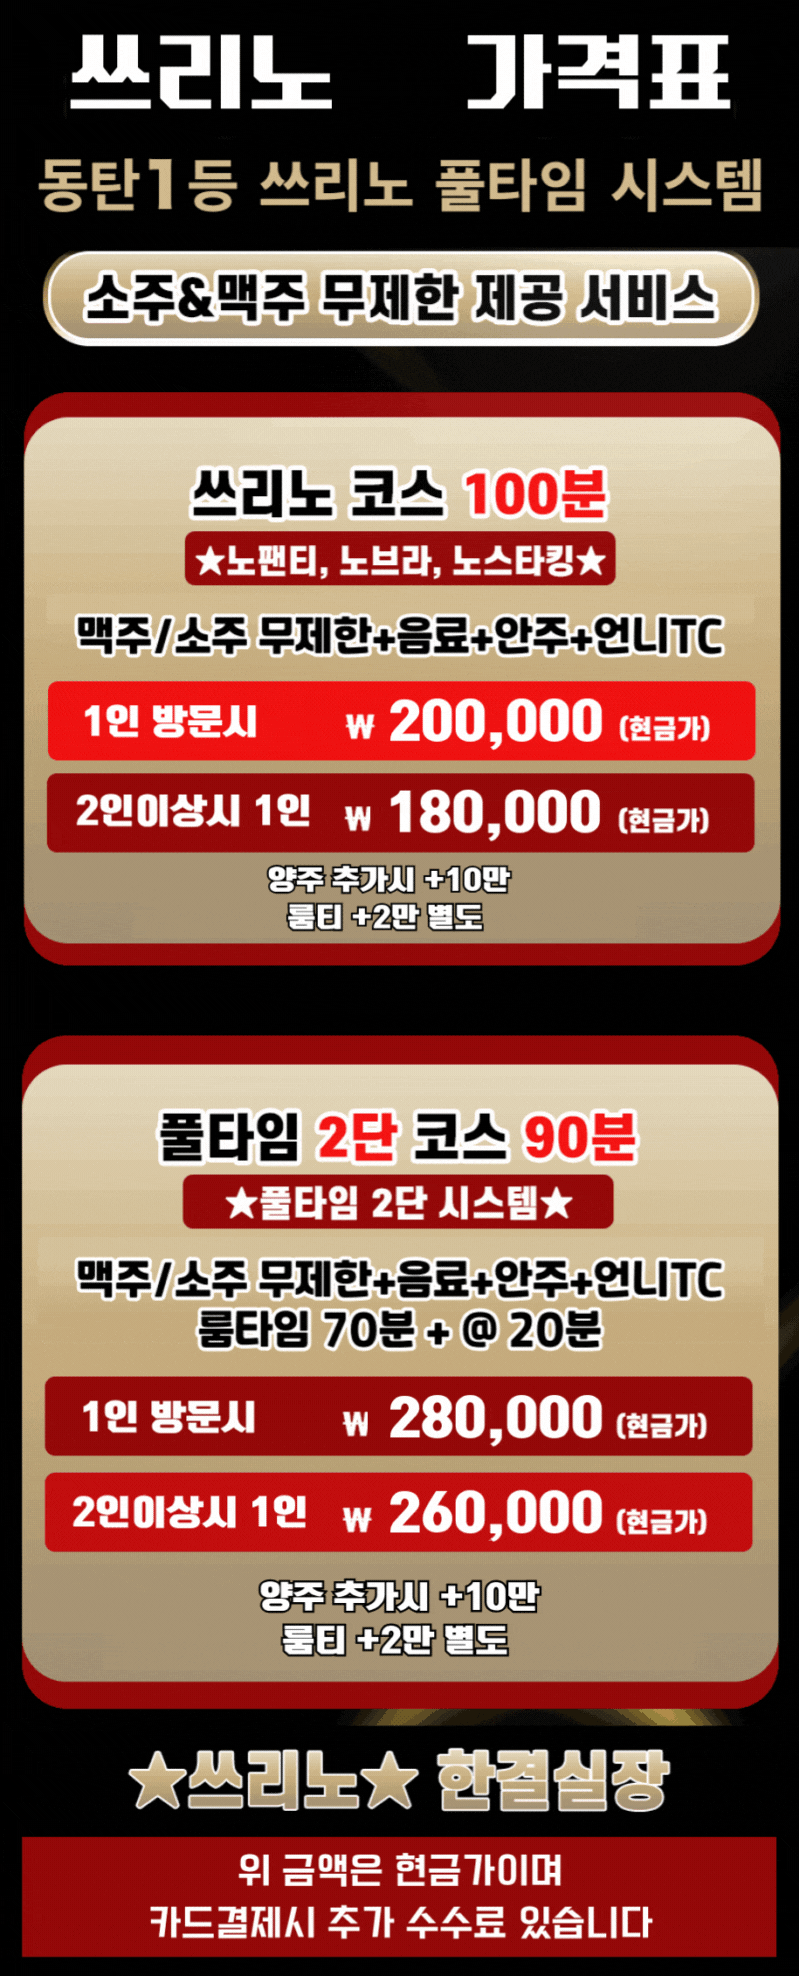 쓰리노 가격표
동탄1등 쓰리노 풀타임 시스템
소주&맥주 무제한 제공 서비스
쓰리노 코스 100분
★노팬티, 노브라, 노스타킹★
맥주/소주 무제한+음료+안주+언니TC
1인 방문시 ₩ 200,000 (현금가)
2인이상시 1인 ₩ 180,000 (현금가)
양주 추가시 +10만
룸티 +2만 별도
풀타임 2단 코스 90분
★풀타임 2단 시스템★
맥주/소주 무제한+음료+안주+언니TC
룸타임 70분 + @ 20분
1인 방문시 ₩ 280,000 (현금가)
2인이상시 1인 ₩ 260,000 (현금가)
양주 추가시 +10만
룸티 +2만 별도
★쓰리노★ 한결실장
위 금액은 현금가이며
카드결제시 추가 수수료 있습니다